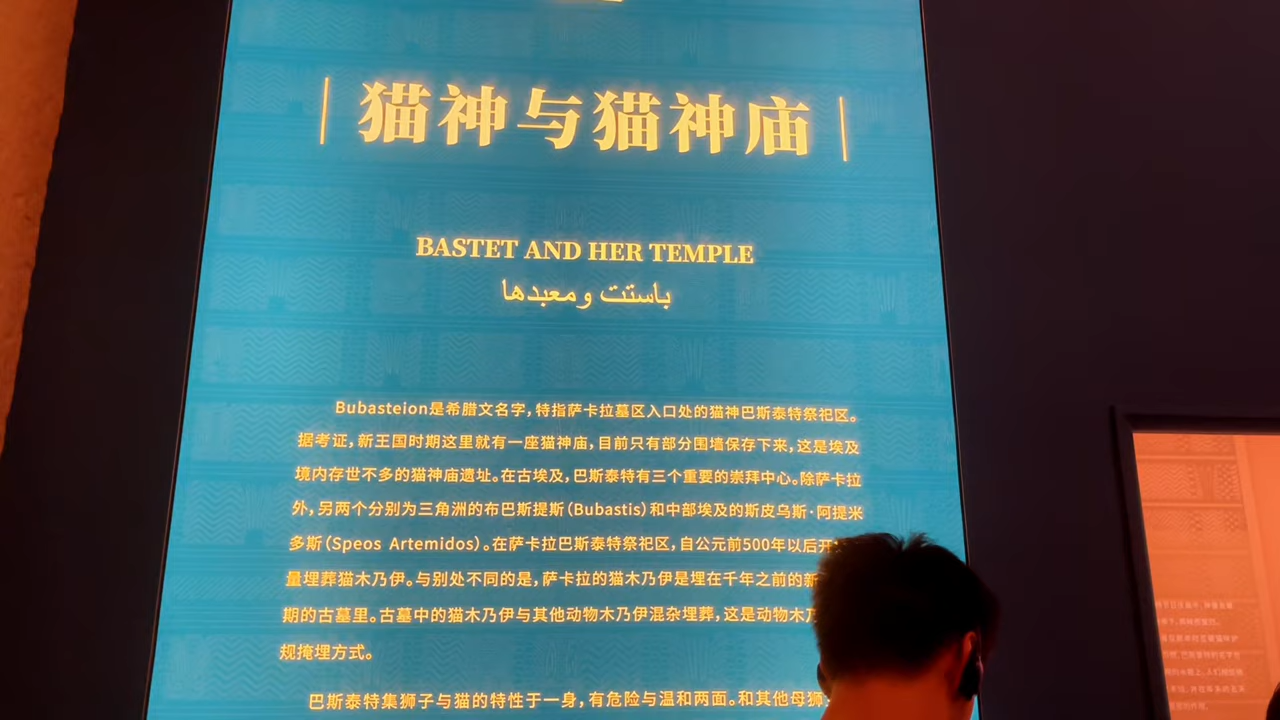 猫神与猫神庙
BASTET AND HER TEMPLE
باستت ومعبدها
Bubasteion是希腊文名字，特指萨卡拉墓区入口处的猫神巴斯泰特祭祀区。
据考证，新王国时期这里就有一座猫神庙，目前只有部分围墙保存下来，这是埃及
境内存世不多的猫神庙遗址。在古埃及，巴斯泰特有三个重要的崇拜中心。除萨卡拉
外，另两个分别为三角洲的布巴斯提斯（Bubastis）和中部埃及的斯皮乌斯·阿提米
多斯（Speos Artemidos）。在萨卡拉巴斯泰特祭祀区，自公元前500年以后开
量埋葬猫木乃伊。与别处不同的是，萨卡拉的猫木乃伊是埋在千年之前的新
期的古墓里。古墓中的猫木乃伊与其他动物木乃伊混杂埋葬，这是动物木乃
规掩埋方式。
巴斯泰特集狮子与猫的特性于一身，有危险与温和两面。和其他母狮